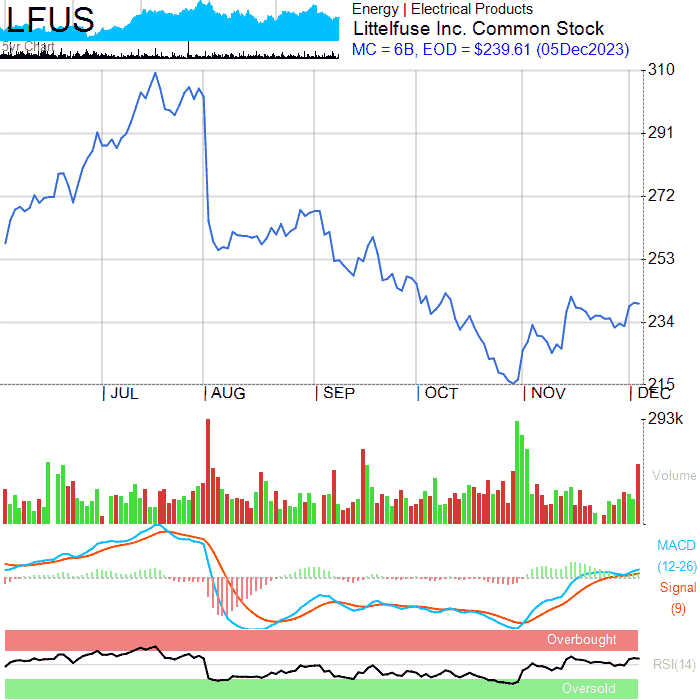 LFUS
5yr Chart
Energy | Electrical Products
Littelfuse Inc. Common Stock
MC = 6B, EOD = $239.61 (05Dec2023)
310
291
272
253
234
215
| JUL | AUG | SEP | OCT | NOV | DEC
293k
Volume
MACD
(12-26)
Signal
(9)
Overbought
RSI(14)
Oversold